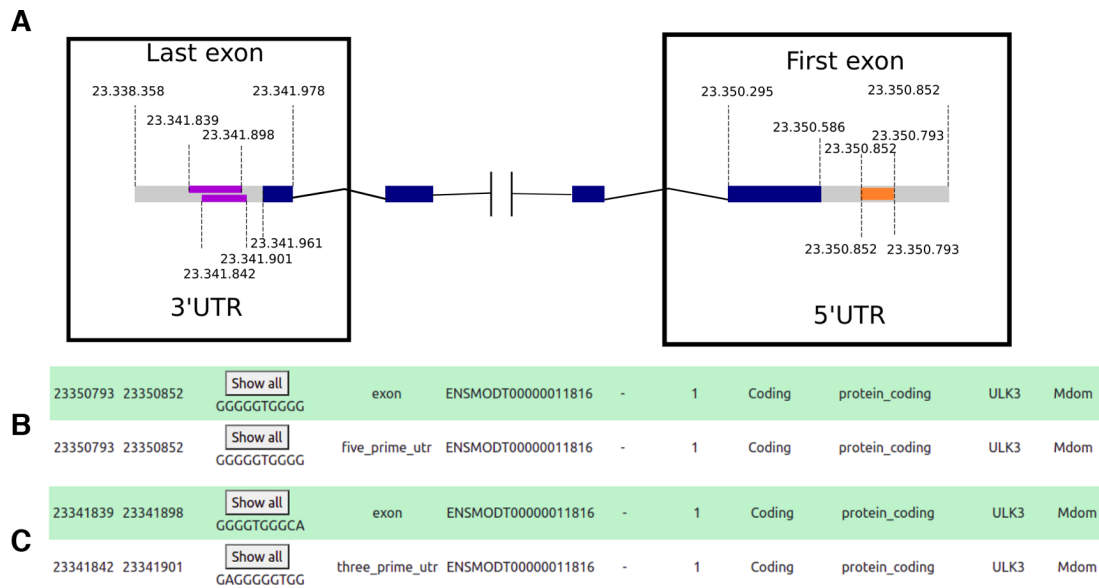 A
Last exon
First exon
23.338.358
23.341.978
23.350.295
23.350.852
23.341.839
23.341.898
23.350.586
23.350.793
23.350.852
23.341.961
23.341.901
23.341.842
23.350.852
23.350.793
3'UTR
5'UTR
B
23350793 23350852 Show all GGGGGTGGGG exon ENSMODT00000011816 - 1 Coding protein_coding ULK3 Mdom
23350793 23350852 Show all GGGGGTGGGG five_prime_utr ENSMODT00000011816 - 1 Coding protein_coding ULK3 Mdom
C
23341839 23341898 Show all GGGGTGGGCA exon ENSMODT00000011816 - 1 Coding protein_coding ULK3 Mdom
23341842 23341901 Show all GAGGGGGTGG three_prime_utr ENSMODT00000011816 - 1 Coding protein_coding ULK3 Mdom